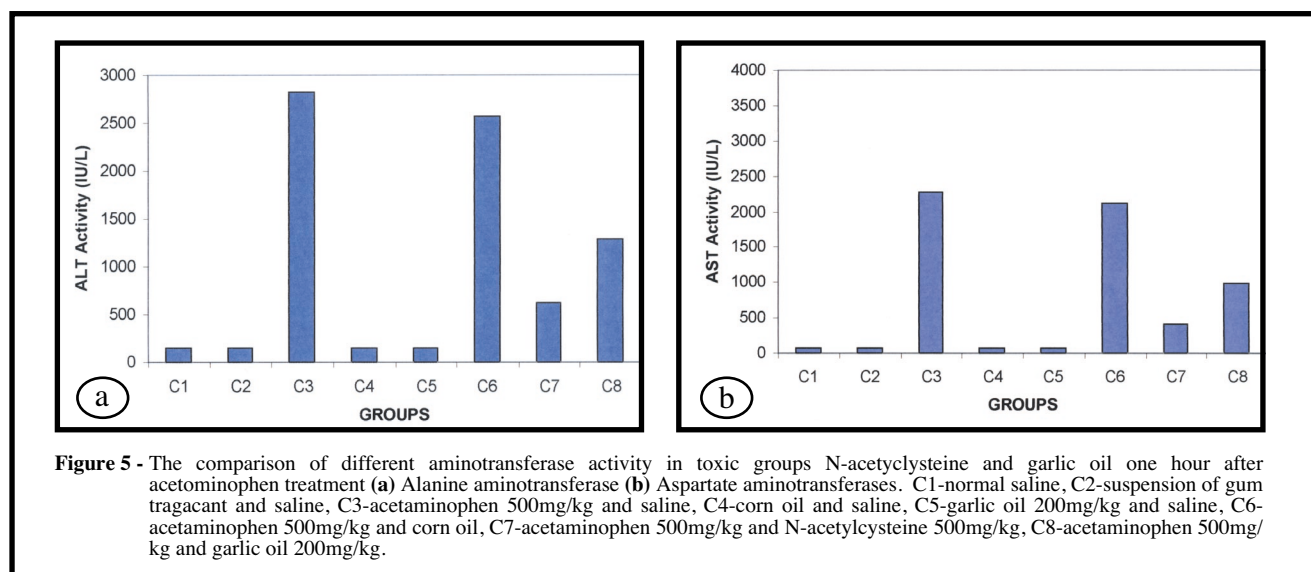 3000
2500
2000
1500
1000
500
0
ALT Activity (IU/L)
C1 C2 C3 C4 C5 C6 C7 C8
GROUPS
a
4000
3500
3000
2500
2000
1500
1000
500
0
AST Activity (IU/L)
C1 C2 C3 C4 C5 C6 C7 C8
GROUPS
b
Figure 5 - The comparison of different aminotransferase activity in toxic groups N-acetyclysteine and garlic oil one hour after
acetominophen treatment (a) Alanine aminotransferase (b) Aspartate aminotransferases. C1-normal saline, C2-suspension of gum
tragacant and saline, C3-acetaminophen 500mg/kg and saline, C4-corn oil and saline, C5-garlic oil 200mg/kg and saline, C6-
acetaminophen 500mg/kg and corn oil, C7-acetaminophen 500mg/kg and N-acetylcysteine 500mg/kg, C8-acetaminophen 500mg/
kg and garlic oil 200mg/kg.